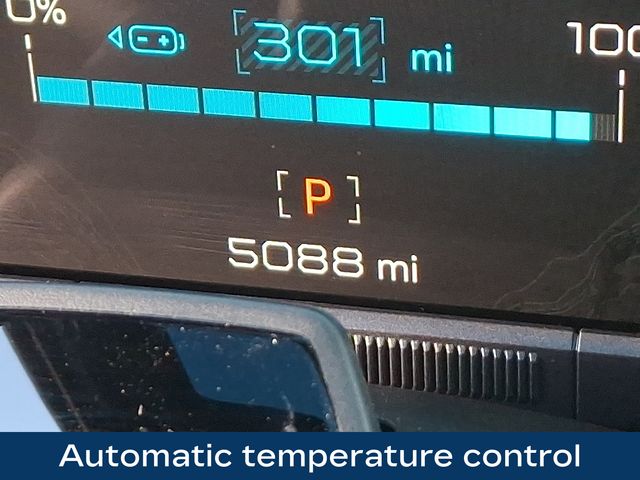 0% 301 mi 100
P
5088 mi
Automatic temperature control